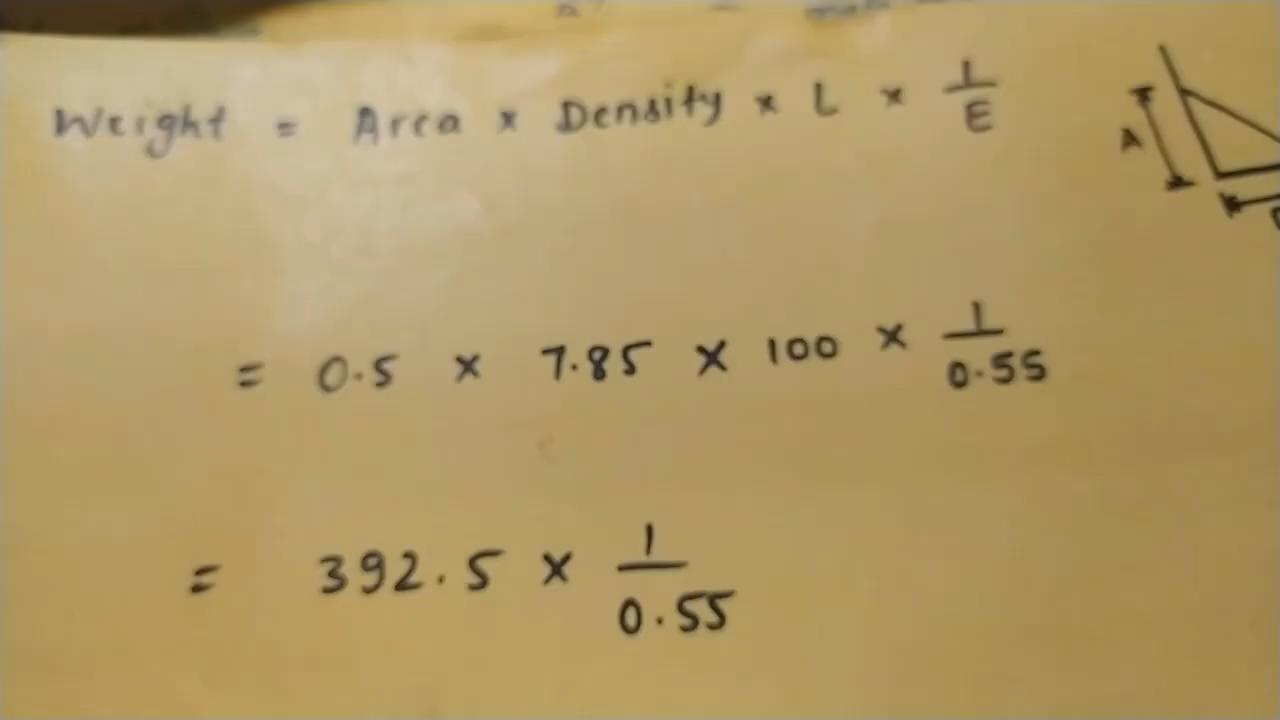 Weight = Area × Density × L × 1/E
A
= 0.5 × 7.85 × 100 × 1/0.55
= 392.5 × 1/0.55